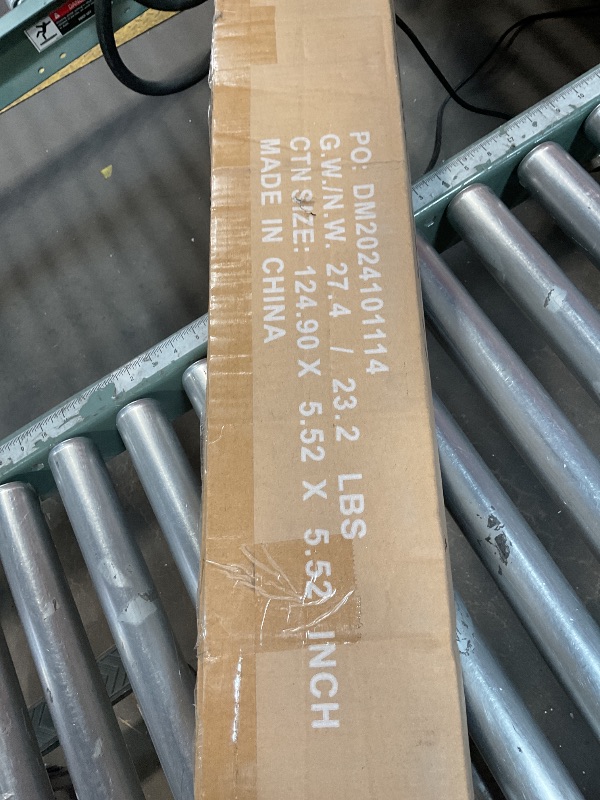 PO: DM2024101114
G.W./N.W. 27.4 / 23.2 LBS
CTN SIZE: 124.90 X 5.52 X 5.52 INCH
MADE IN CHINA